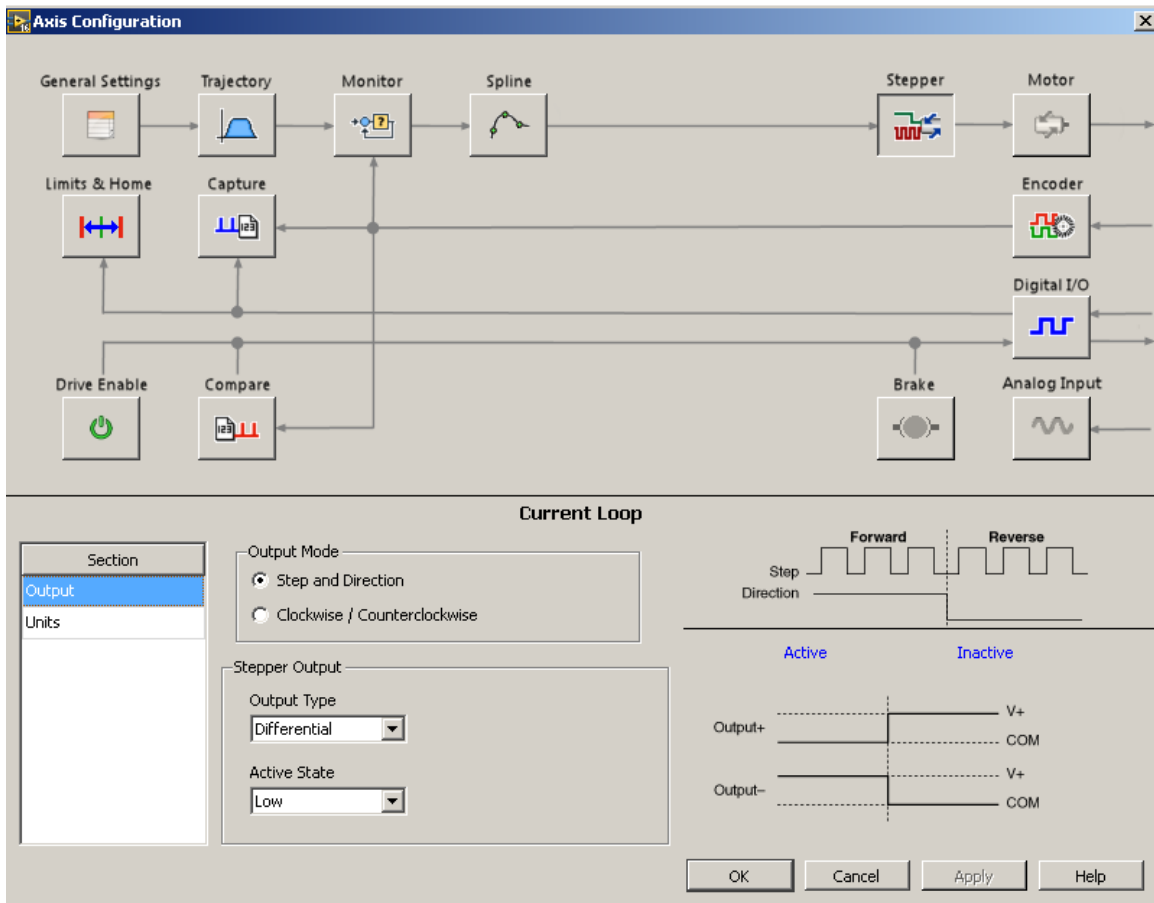 Axis Configuration
General Settings
Trajectory
Monitor
Spline
Stepper
Motor
Limits & Home
Capture
Encoder
Digital I/O
Drive Enable
Compare
Brake
Analog Input
Current Loop
Section
Output
Units
Output Mode
Step and Direction
Clockwise / Counterclockwise
Stepper Output
Output Type
Differential
Active State
Low
Forward
Reverse
Step
Direction
Active
Inactive
Output+
V+
COM
Output–
V+
COM
OK
Cancel
Apply
Help